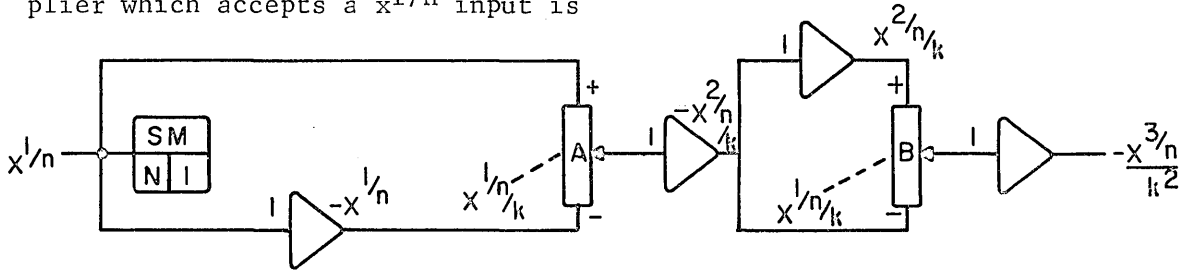 plier which accepts a x^1/n input is
1
x^2/n/k
+
+
SM
-x^2/n/k
x^1/n
A
1
B
1
-x^3/n
k^2
N I
1
-x^1/n
x^1/n/k
-
x^1/n/k
-